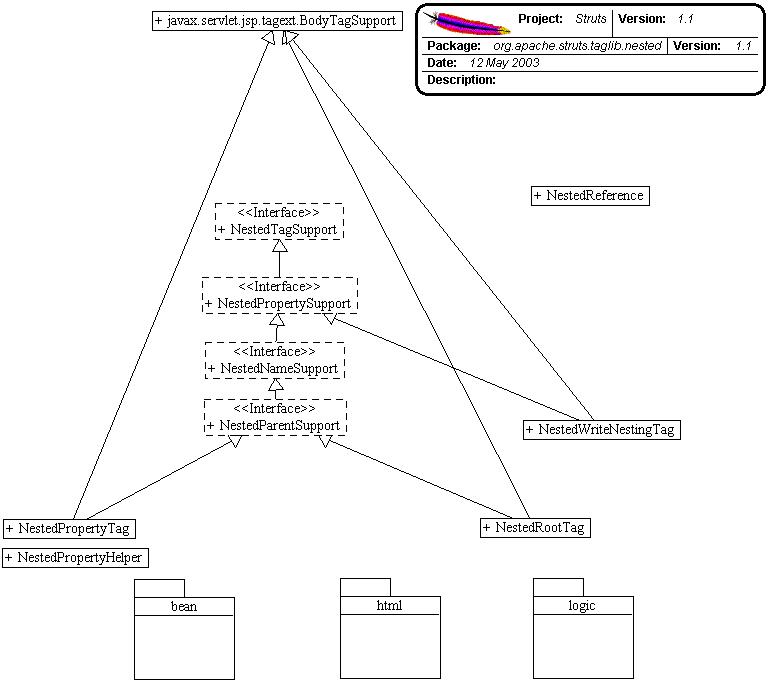 + javax.servlet.jsp.tagext.BodyTagSupport
Project: Struts Version: 1.1
Package: org.apache.struts.taglib.nested Version: 1.1
Date: 12 May 2003
Description:
+ NestedReference
<<Interface>>
+ NestedTagSupport
<<Interface>>
+ NestedPropertySupport
<<Interface>>
+ NestedNameSupport
<<Interface>>
+ NestedParentSupport
+ NestedWriteNestingTag
+ NestedPropertyTag
+ NestedRootTag
+ NestedPropertyHelper
bean
html
logic